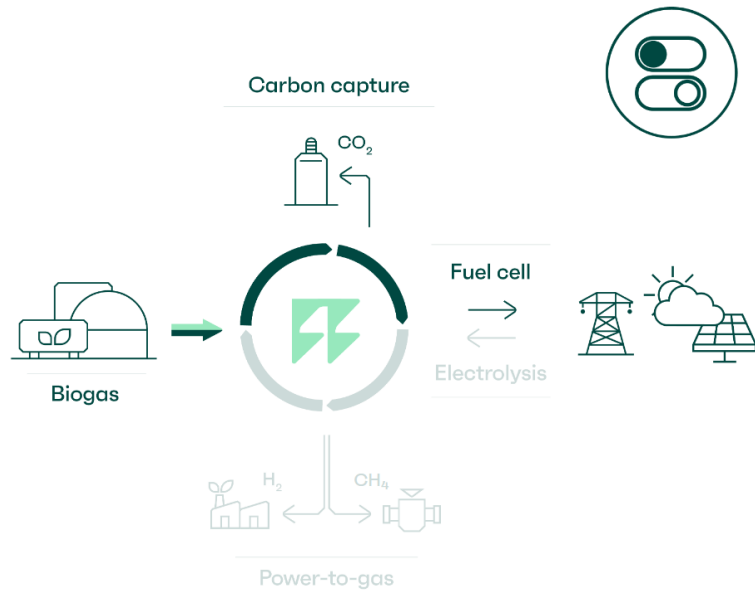 Carbon capture
CO₂
Fuel cell
Electrolysis
Biogas
H₂
CH₄
Power-to-gas